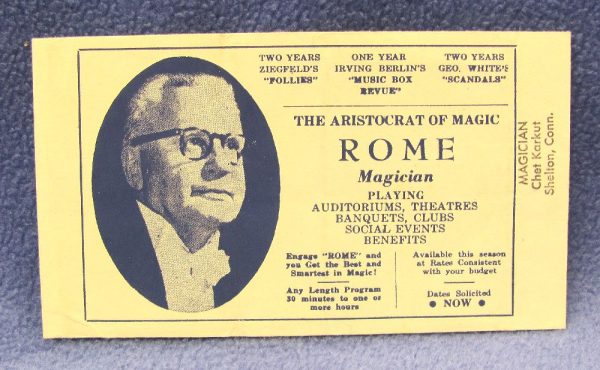 TWO YEARS
ZIEGFELD'S
"FOLLIES"
ONE YEAR
IRVING BERLIN'S
"MUSIC BOX
REVUE"
TWO YEARS
GEO. WHITE'S
"SCANDALS"
THE ARISTOCRAT OF MAGIC
ROME
Magician
PLAYING
AUDITORIUMS, THEATRES
BANQUETS, CLUBS
SOCIAL EVENTS
BENEFITS
Engage "ROME" and
you Get the Best and
Smartest in Magic!
Any Length Program
30 minutes to one or
more hours
Available this season
at Rates Consistent
with your budget
Dates Solicited
● NOW ●
MAGICIAN
Chet Karkut
Shelton, Conn.